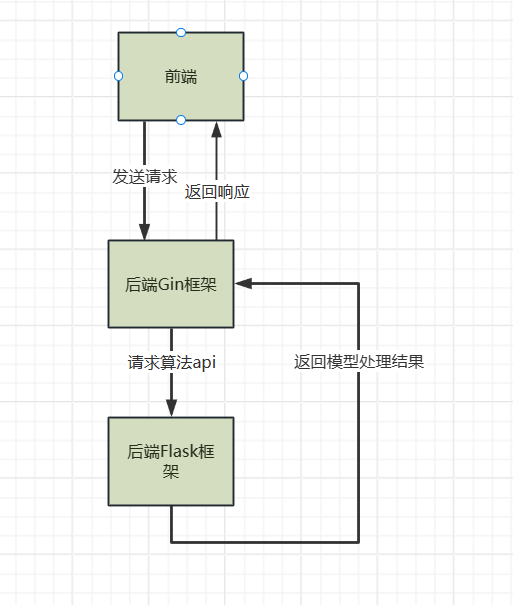 前端
发送请求
返回响应
后端Gin框架
请求算法api
返回模型处理结果
后端Flask框
架